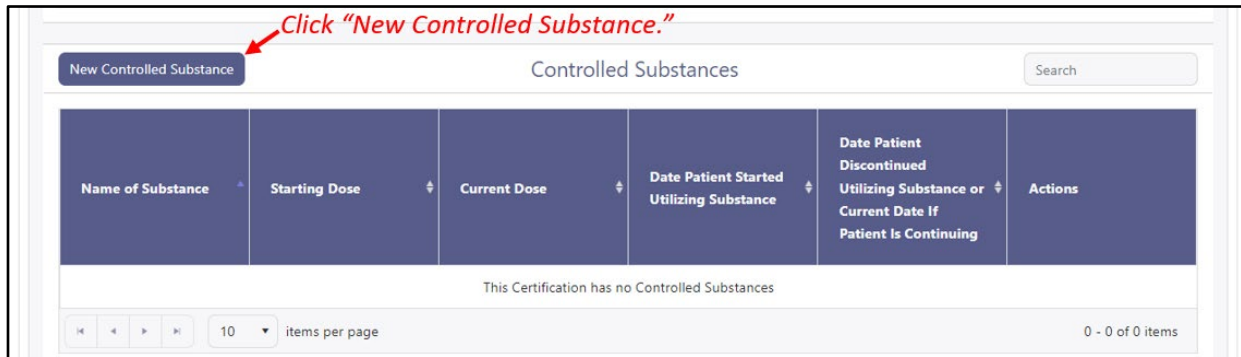 Click “New Controlled Substance.”
New Controlled Substance
Controlled Substances
Search
Name of Substance
Starting Dose
Current Dose
Date Patient Started
Utilizing Substance
Date Patient
Discontinued
Utilizing Substance or
Current Date If
Patient Is Continuing
Actions
This Certification has no Controlled Substances
10
items per page
0 - 0 of 0 items